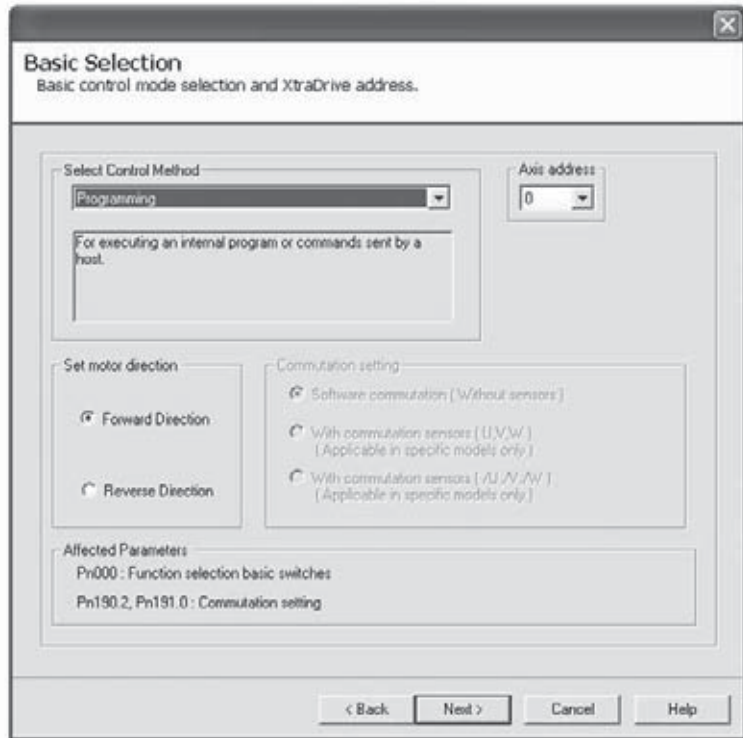 Basic Selection
Basic control mode selection and XtraDrive address.
Select Control Method
Programming
For executing an internal program or commands sent by a
host.
Axis address
0
Set motor direction
Forward Direction
Reverse Direction
Commutation setting
Software commutation ( Without sensors )
With commutation sensors ( U,V,W )
( Applicable in specific models only )
With commutation sensors ( /U,/V,/W )
( Applicable in specific models only )
Affected Parameters
Pn000 : Function selection basic switches
Pn190.2, Pn191.0 : Commutation setting
< Back
Next >
Cancel
Help